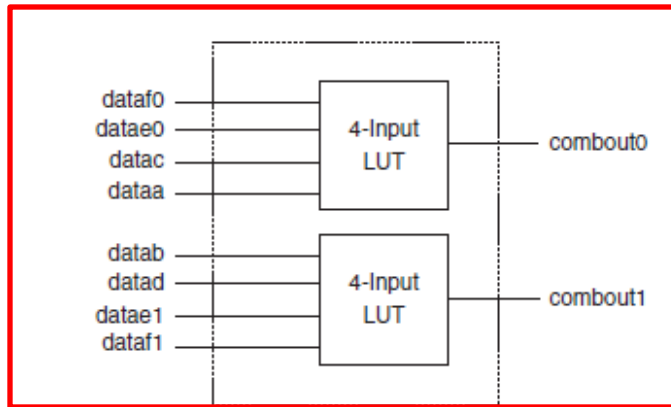 dataf0
datae0
datac
dataa
4-Input
LUT
combout0
datab
datad
datae1
dataf1
4-Input
LUT
combout1